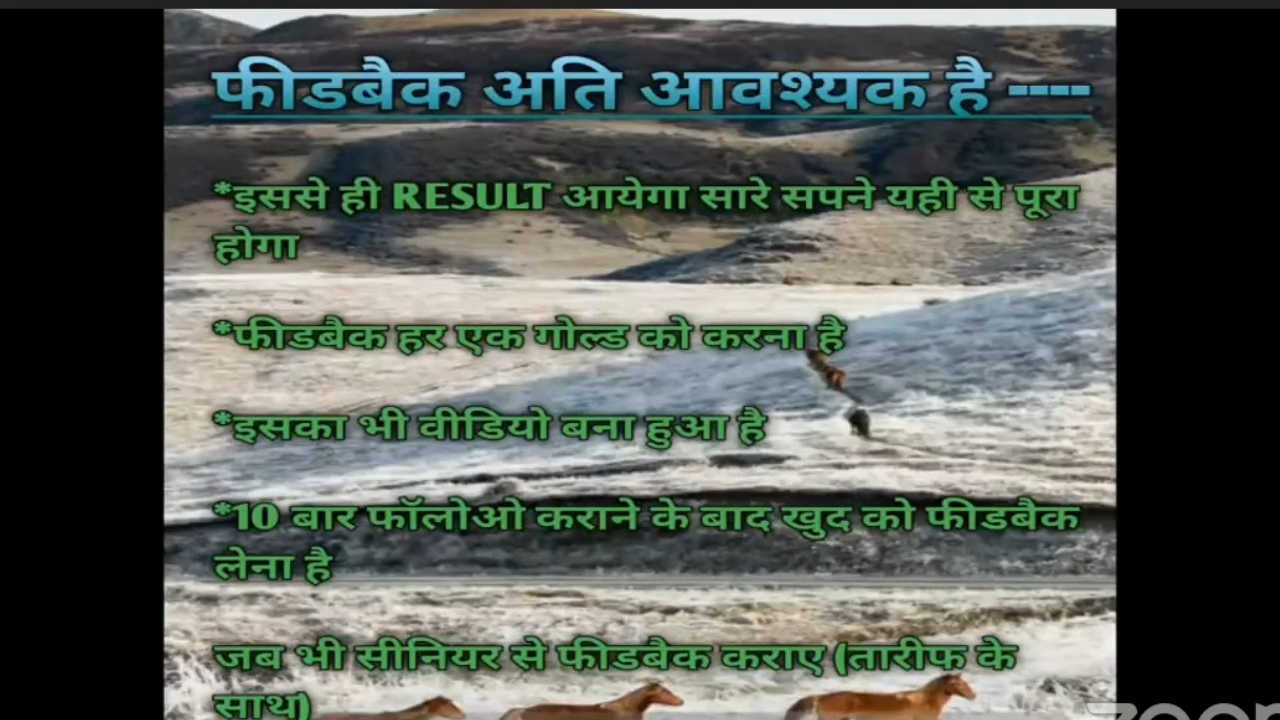 फीडबैक अति आवश्यक है ----
*इससे ही RESULT आयेगा सारे सपने यही से पूरा
होगा
*फीडबैक हर एक गोल्ड को करना है
*इसका भी वीडियो बना हुआ है
*10 बार फॉलोओ कराने के बाद खुद को फीडबैक
लेना है
जब भी सीनियर से फीडबैक कराए (तारीफ के
साथ)
zoom